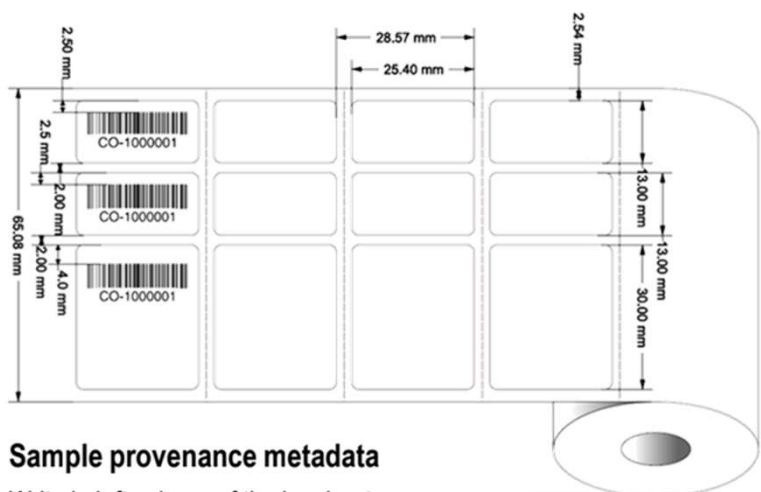 28.57 mm
25.40 mm
2.50 mm
2.54 mm
CO-1000001
2.5 mm
13.00 mm
2.00 mm
CO-1000001
65.08 mm
13.00 mm
2.00 mm
4.0 mm
CO-1000001
30.00 mm
Sample provenance metadata